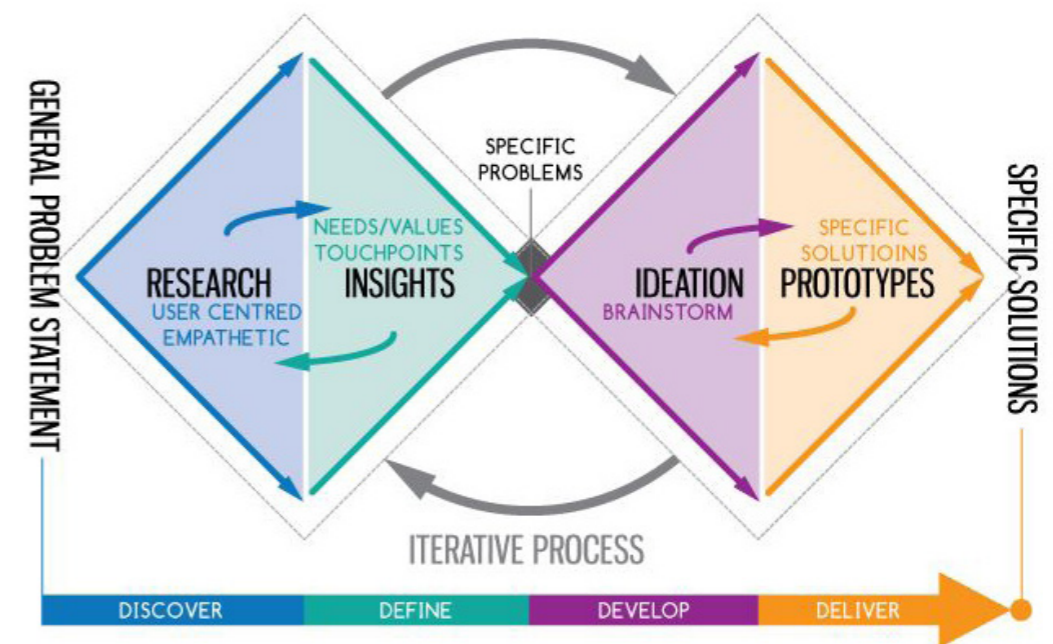 GENERAL PROBLEM STATEMENT
RESEARCH
USER CENTRED
EMPATHETIC
NEEDS/VALUES
TOUCHPOINTS
INSIGHTS
SPECIFIC
PROBLEMS
IDEATION
BRAINSTORM
SPECIFIC
SOLUTIOINS
PROTOTYPES
SPECIFIC SOLUTIONS
ITERATIVE PROCESS
DISCOVER
DEFINE
DEVELOP
DELIVER